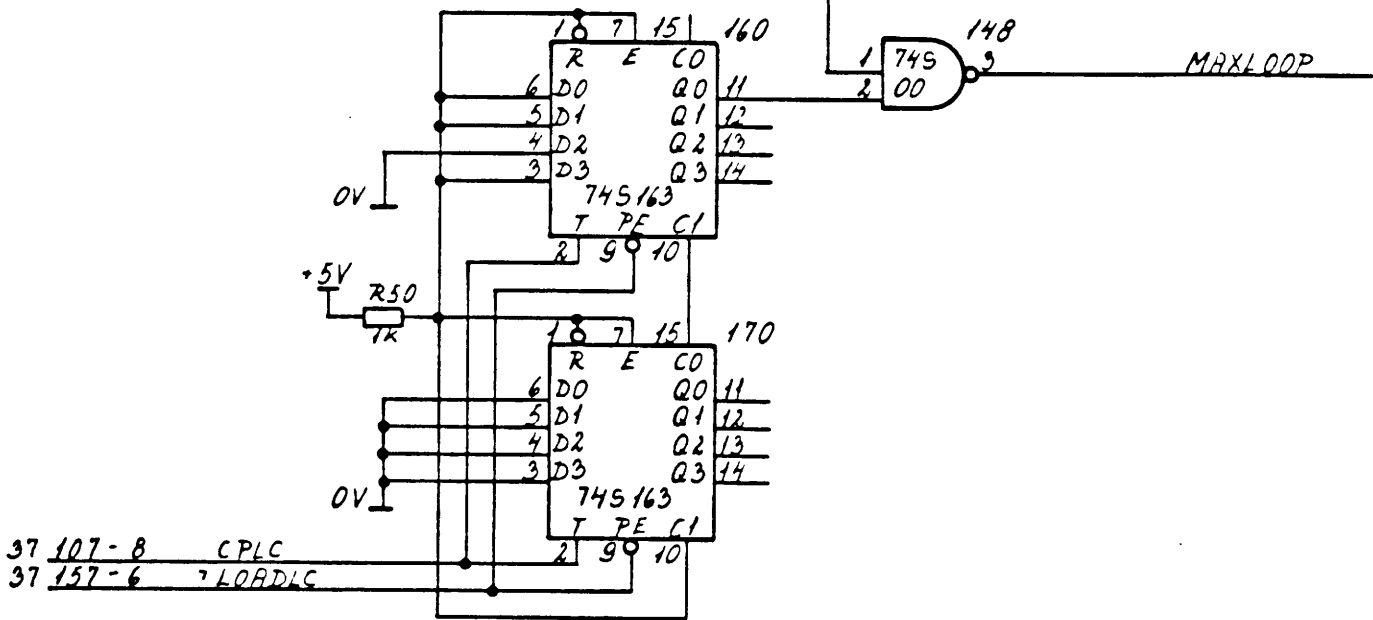 1 7 15 160
R E CO
6 D0 Q0 11
5 D1 Q1 12
4 D2 Q2 13
3 D3 Q3 14
74S163
T PE C1
2 9 10
0V
148
1 74S 3 MAXLOOP
2 00
+5V
R50
1K
1 7 15 170
R E CO
6 D0 Q0 11
5 D1 Q1 12
4 D2 Q2 13
3 D3 Q3 14
74S163
T PE C1
2 9 10
0V
37 107-8 CPLC
37 157-6 ¬LOADLC